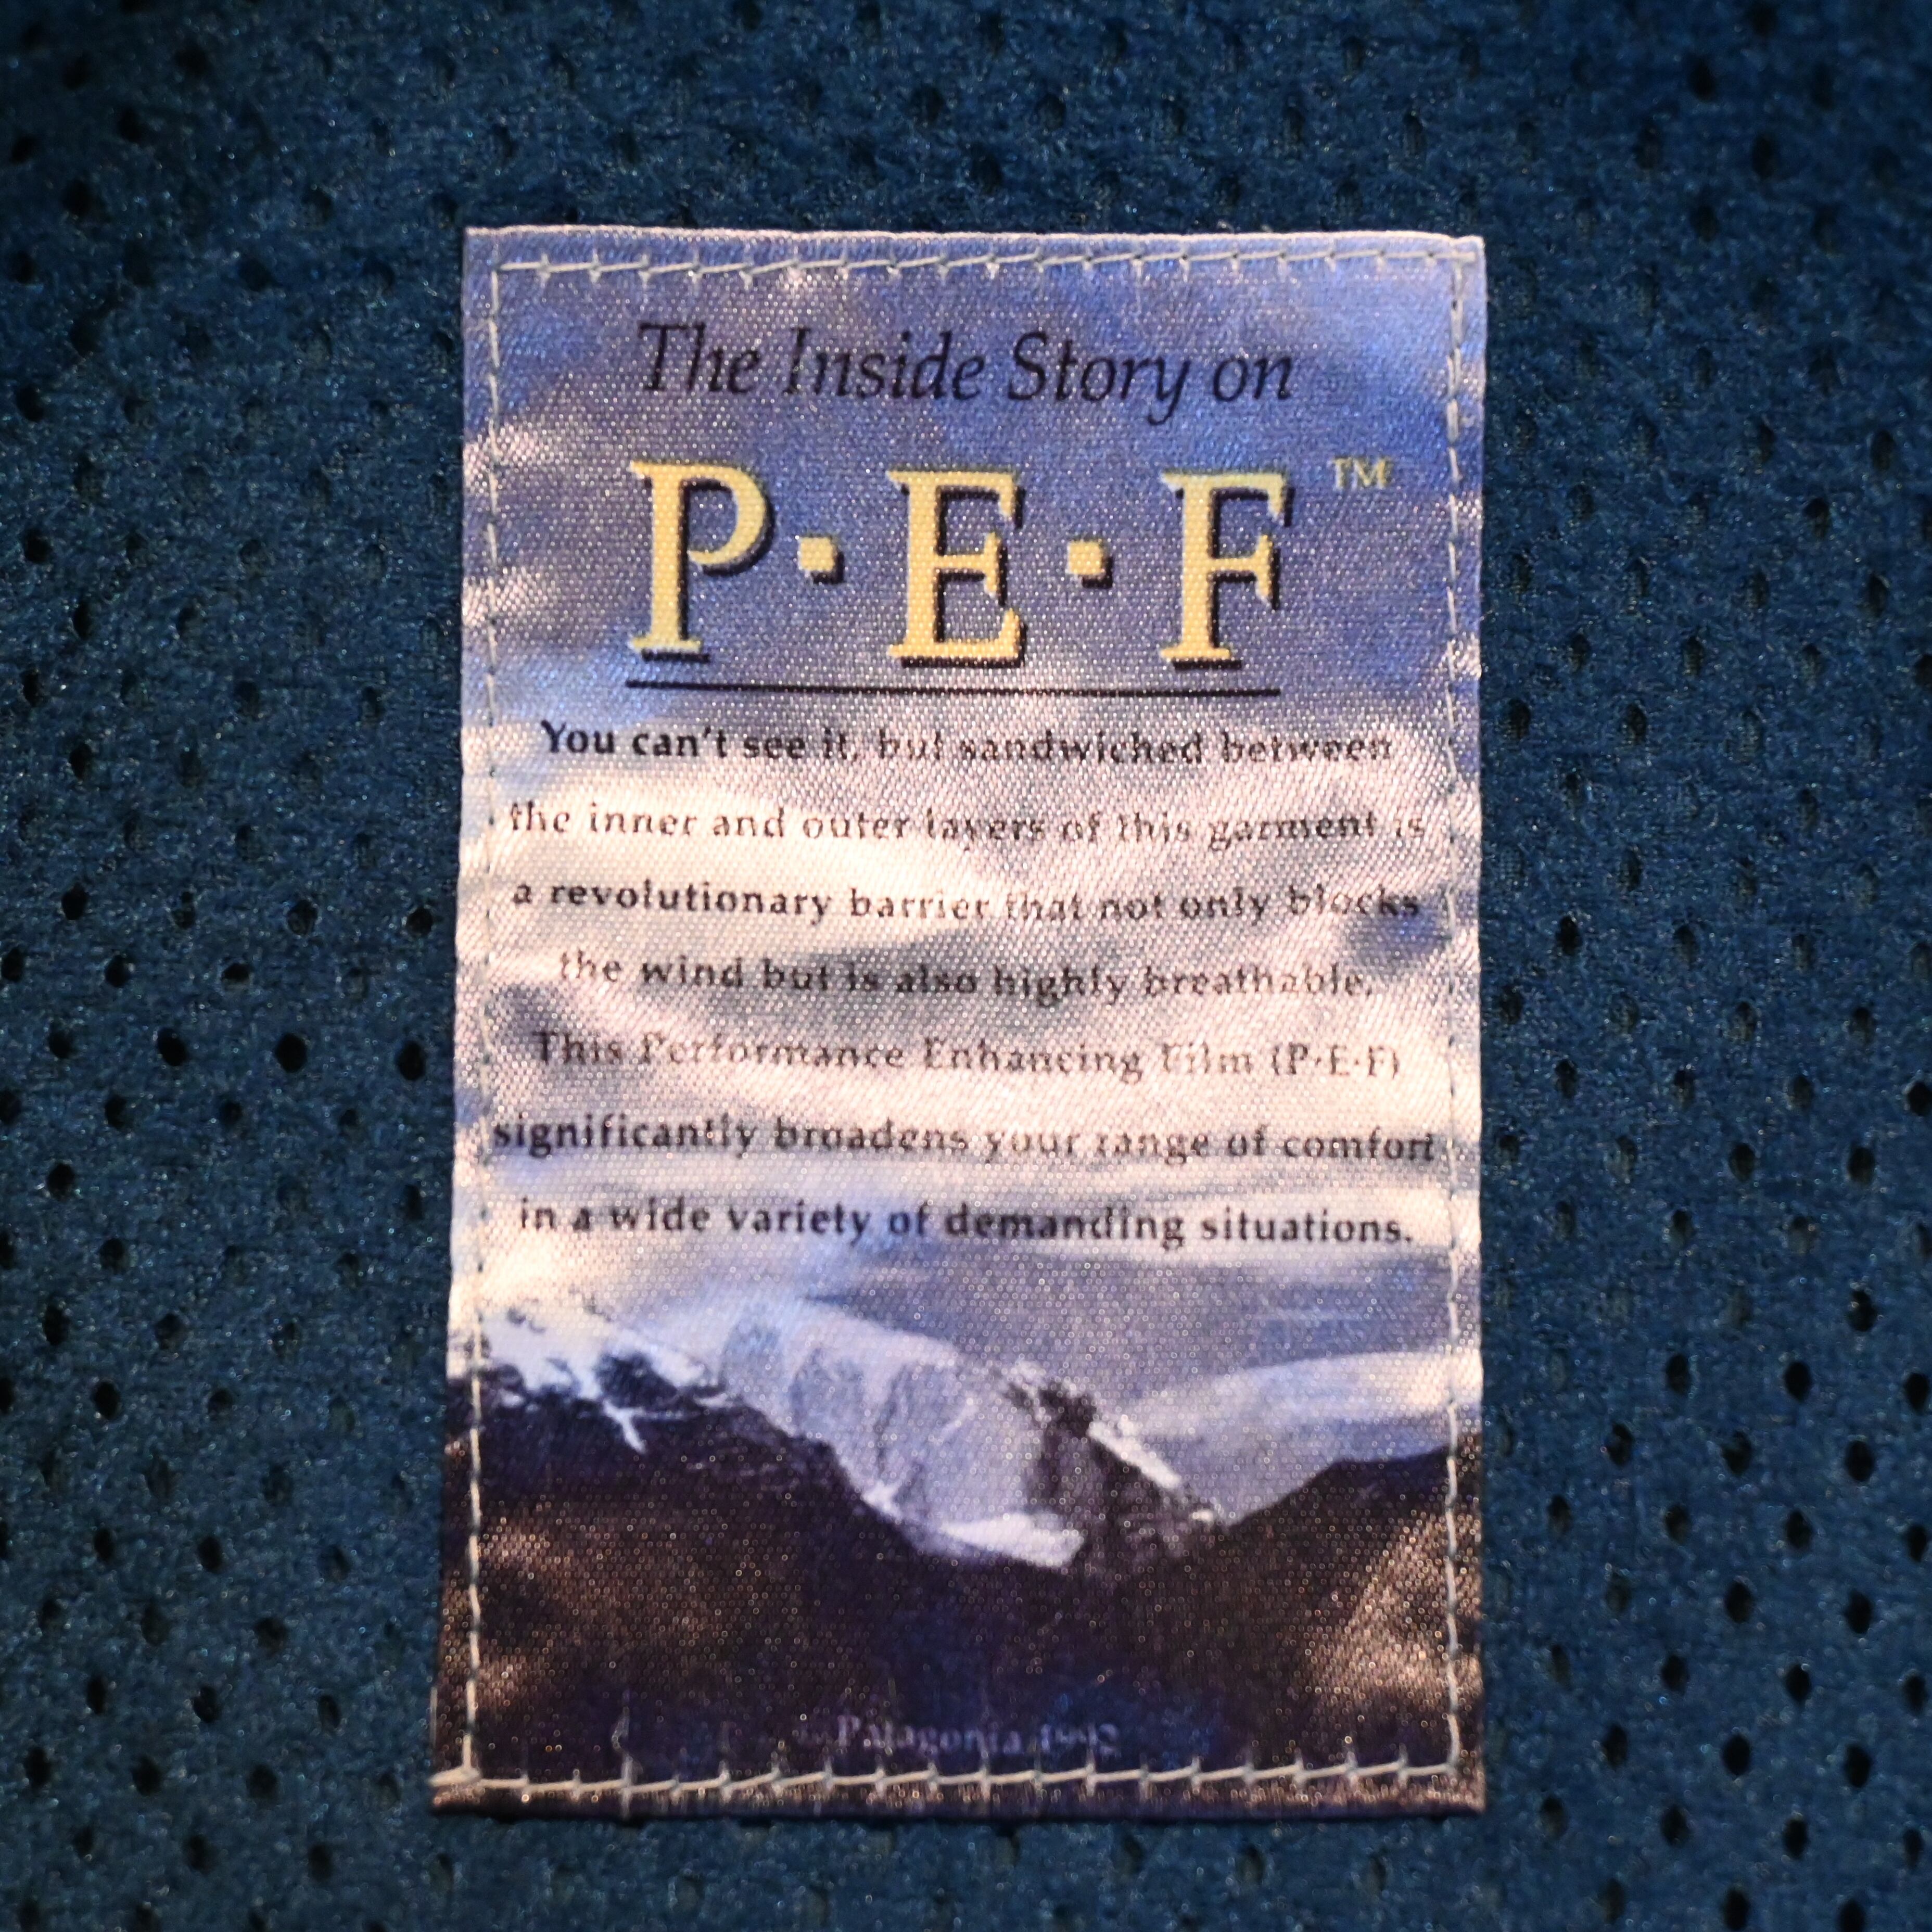 The Inside Story on
P·E·F™
You can't see it, but sandwiched between
the inner and outer layers of this garment is
a revolutionary barrier that not only blocks
the wind but is also highly breathable.
This Performance Enhancing Film (P·E·F)
significantly broadens your range of comfort
in a wide variety of demanding situations.
Patagonia 1992